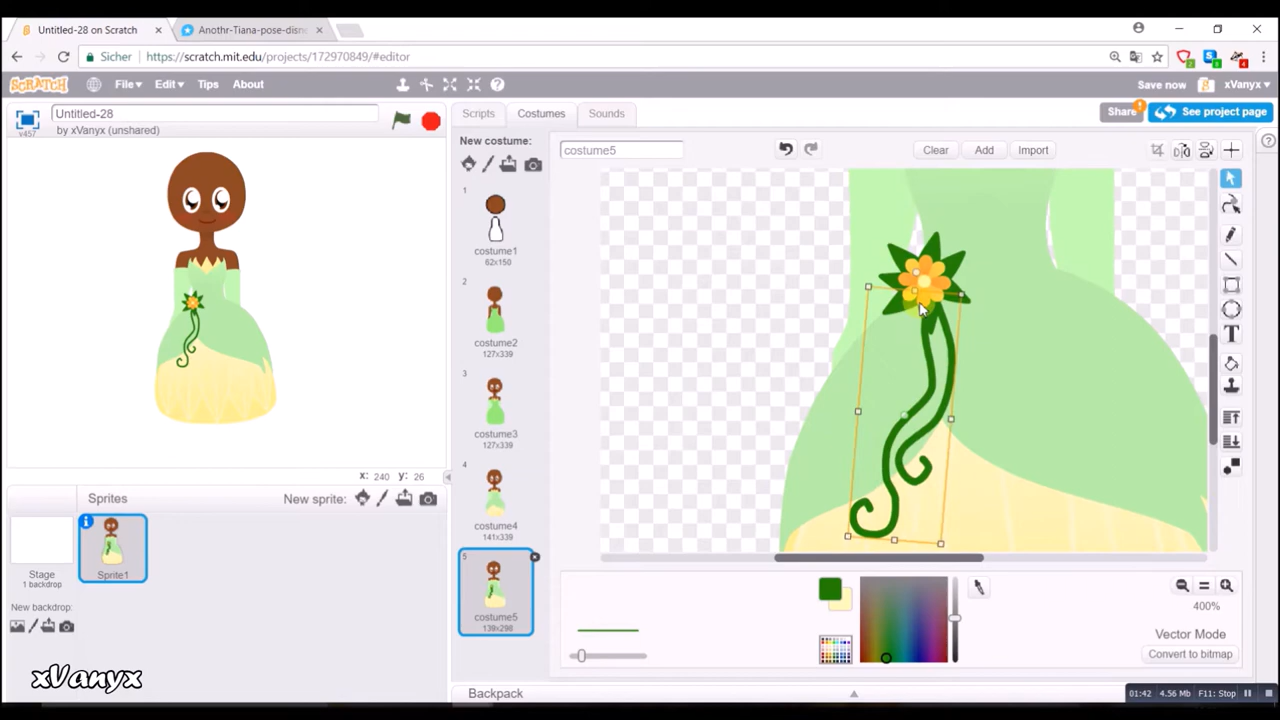 Untitled-28 on Scratch
Anothr-Tiana-pose-disn
Sicher
https://scratch.mit.edu/projects/172970849/#editor
SCRATCH
File
Edit
Tips
About
Save now
xVanyx
Untitled-28
by xVanyx (unshared)
v457
Scripts
Costumes
Sounds
Share
See project page
New costume:
costume5
Clear
Add
Import
1
costume1
62x150
2
costume2
127x339
3
costume3
127x339
4
costume4
141x339
5
costume5
139x298
x: 240 y: 26
Sprites
New sprite:
Stage
1 backdrop
Sprite1
New backdrop:
400%
Vector Mode
Convert to bitmap
Backpack
xVanyx
01:42
4.56 Mb
F11: Stop